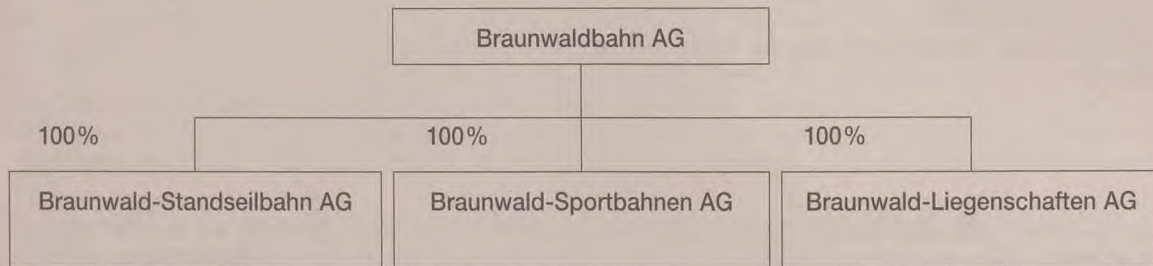 Braunwaldbahn AG
100%
100%
100%
Braunwald-Standseilbahn AG
Braunwald-Sportbahnen AG
Braunwald-Liegenschaften AG